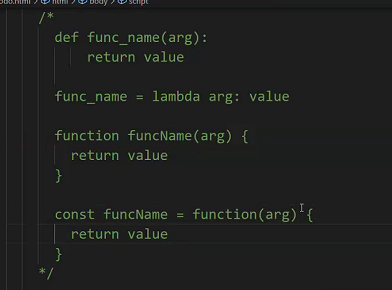 odo.html > html > body > script
/*
def func_name(arg):
return value
func_name = lambda arg: value
function funcName(arg) {
return value
}
const funcName = function(arg) {
return value
}
*/